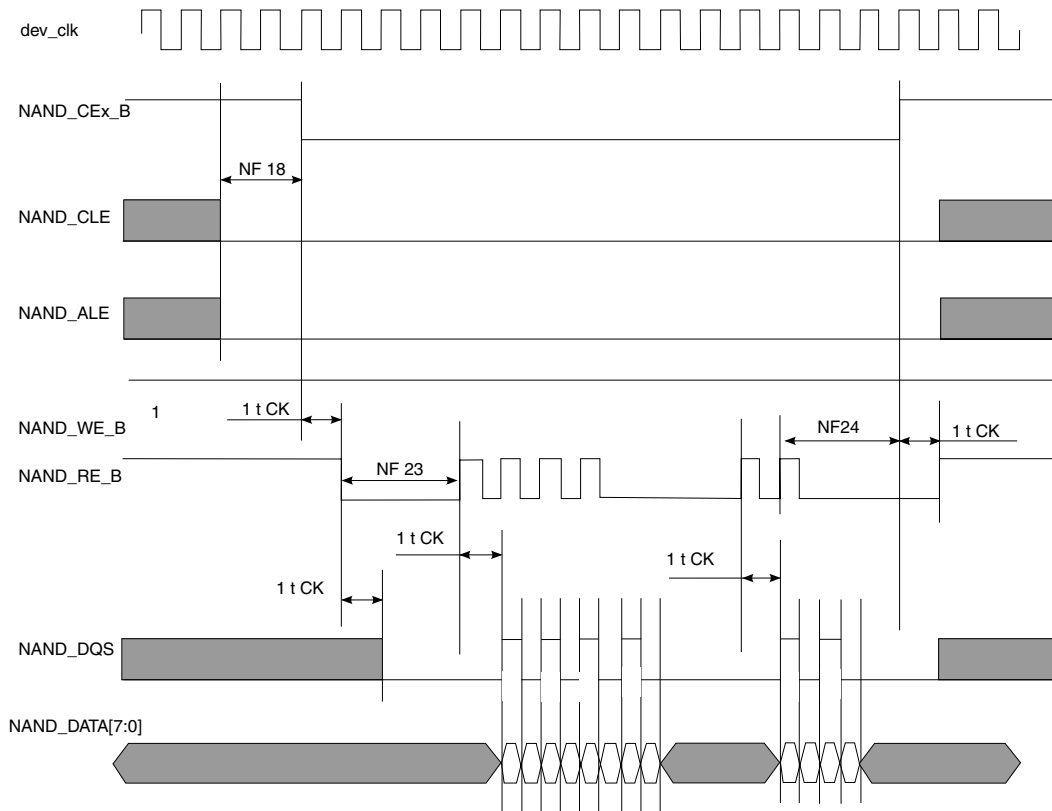 dev_clk
NAND_CEx_B
NF 18
NAND_CLE
NAND_ALE
1
1 t CK
NAND_WE_B
NF24
1 t CK
NAND_RE_B
NF 23
1 t CK
1 t CK
1 t CK
NAND_DQS
NAND_DATA[7:0]